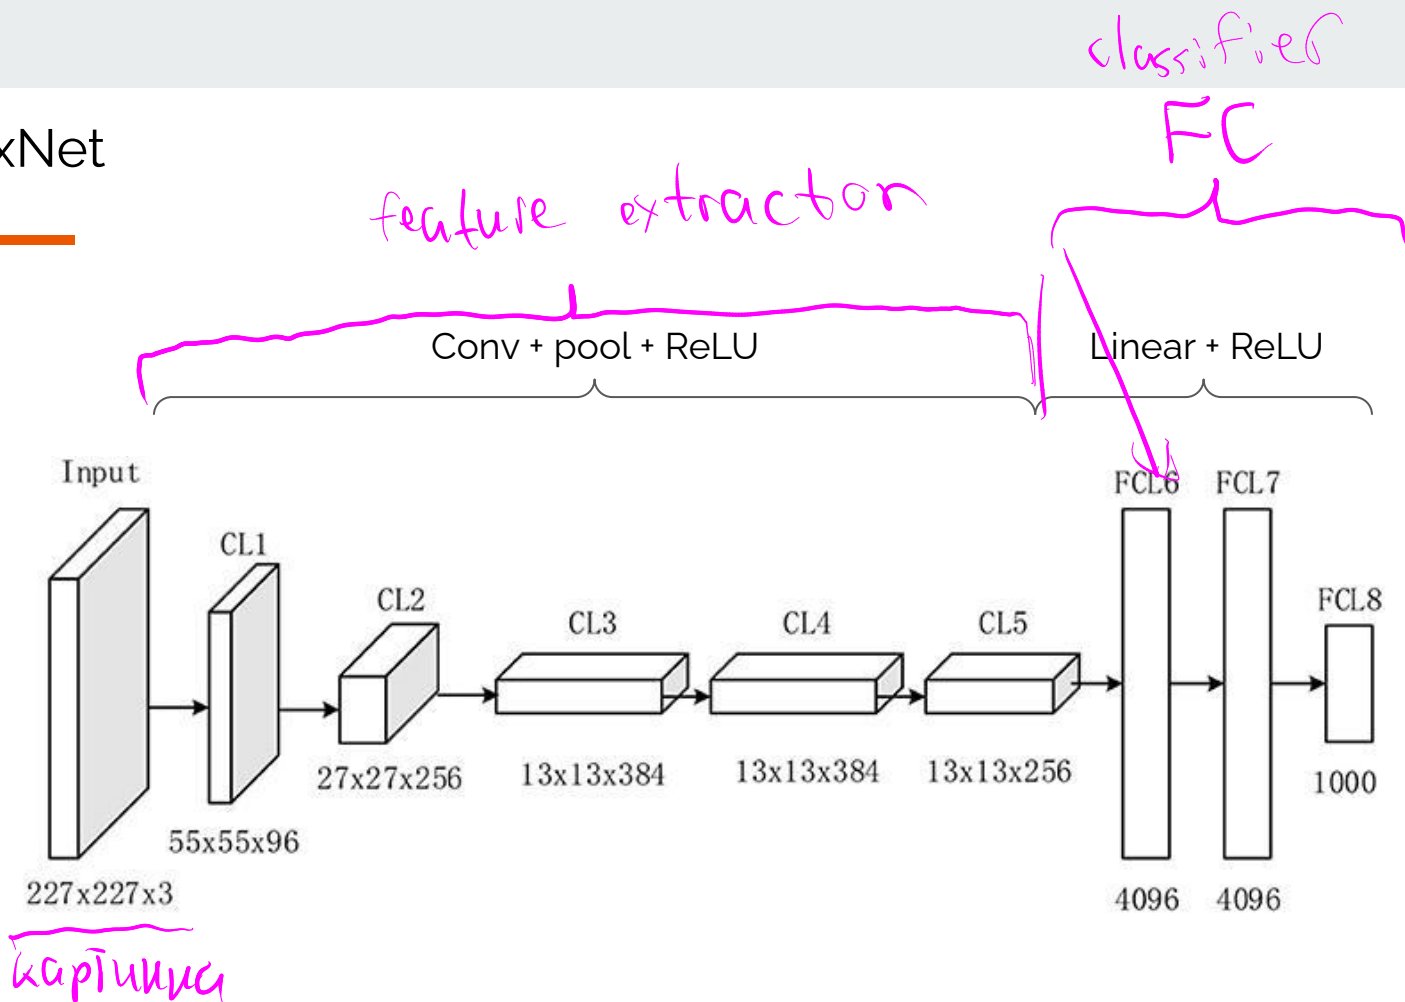 classifier
xNet
FC
feature extractor
Conv + pool + ReLU
Linear + ReLU
Input
FCL6
FCL7
CL1
CL2
FCL8
CL3
CL4
CL5
27x27x256
13x13x384
13x13x384
13x13x256
1000
55x55x96
227x227x3
4096
4096
картинка